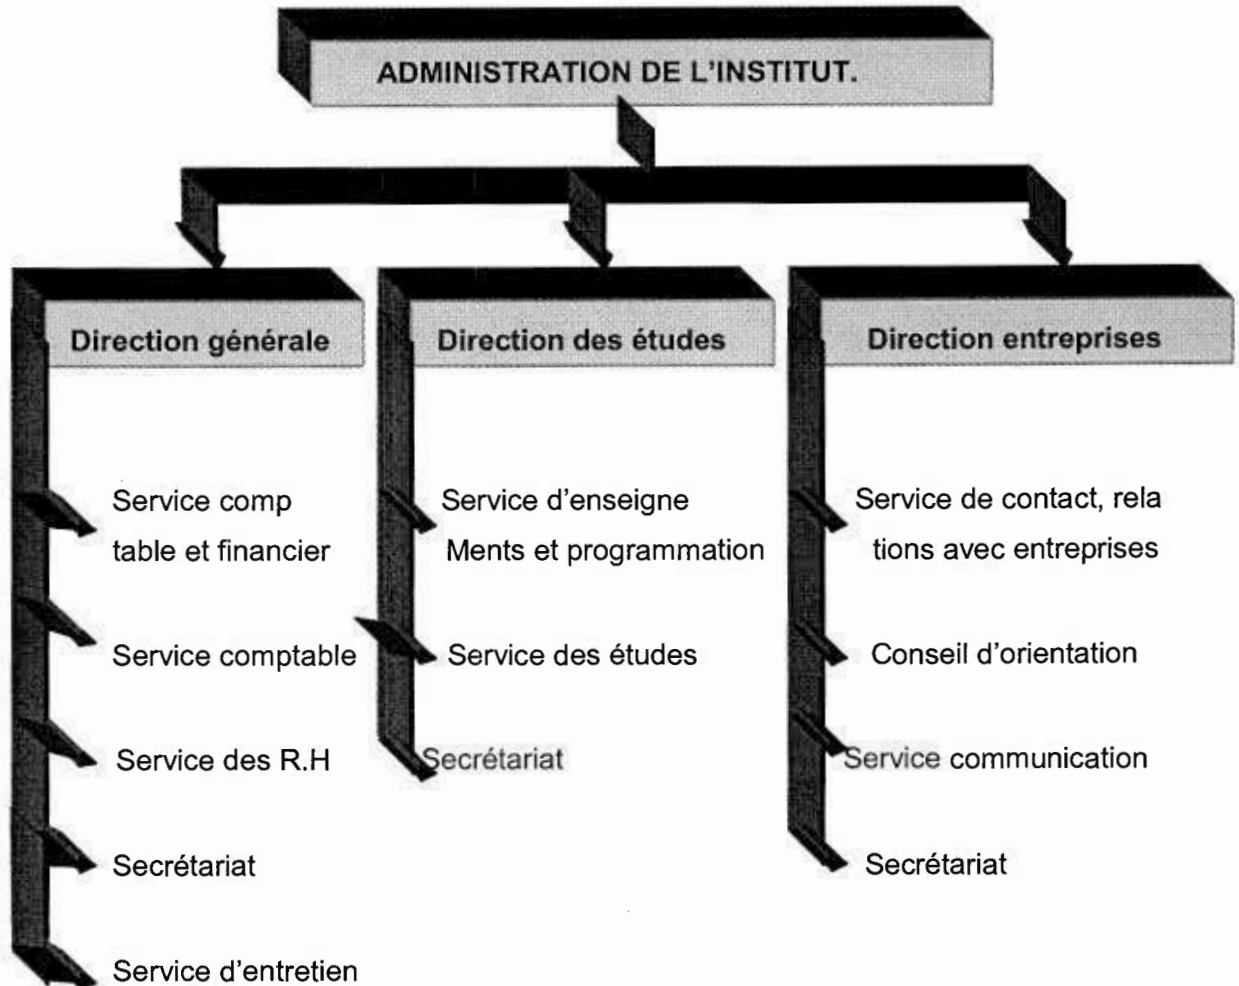 ADMINISTRATION DE L'INSTITUT.
Direction générale
Service comp
table et financier
Service comptable
Service des R.H
Secrétariat
Service d'entretien
Direction des études
Service d'enseigne
Ments et programmation
Service des études
Secrétariat
Direction entreprises
Service de contact, rela
tions avec entreprises
Conseil d'orientation
Service communication
Secrétariat